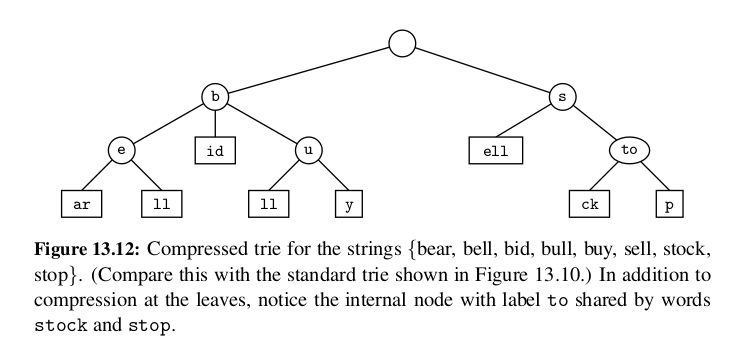 b s
e id u ell to
ar ll ll y ck p
Figure 13.12: Compressed trie for the strings {bear, bell, bid, bull, buy, sell, stock,
stop}. (Compare this with the standard trie shown in Figure 13.10.) In addition to
compression at the leaves, notice the internal node with label to shared by words
stock and stop.